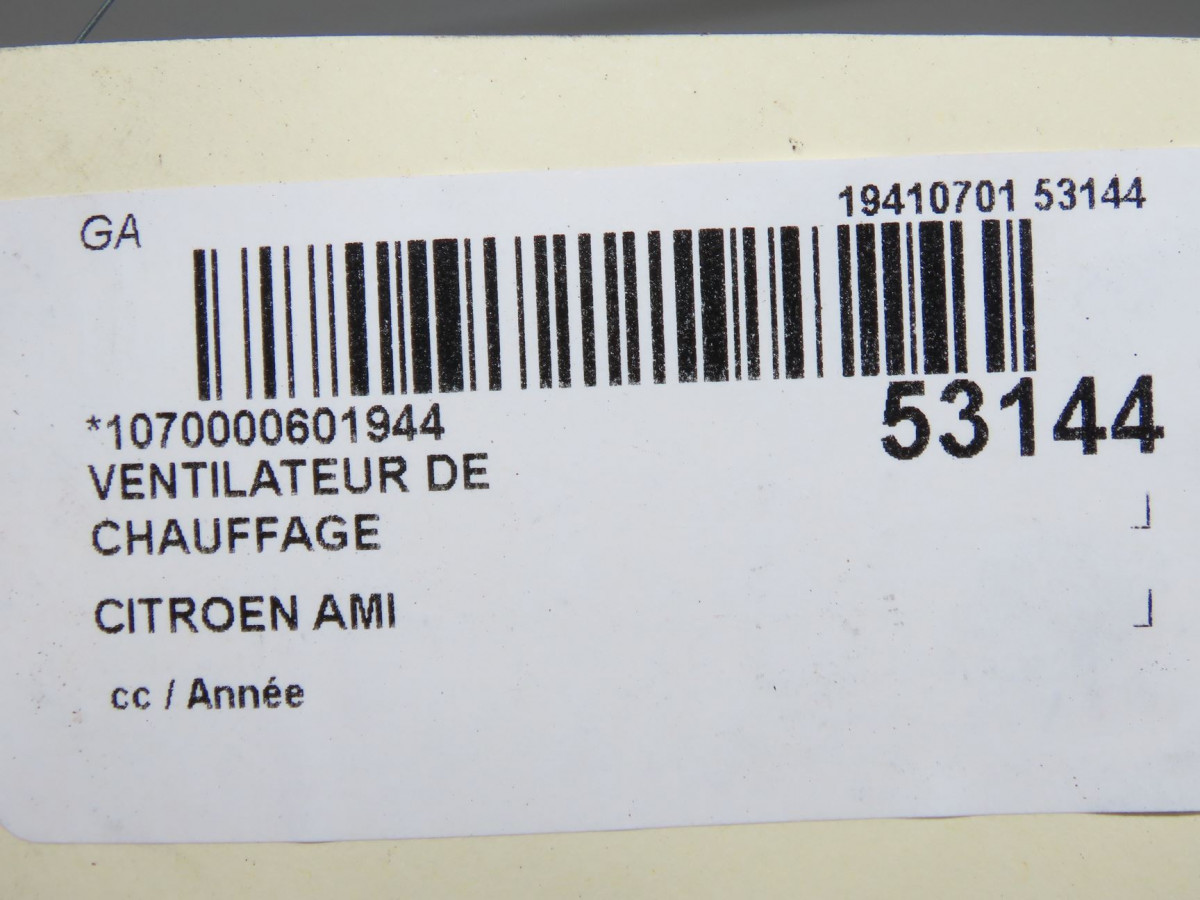 GA
19410701 53144
*1070000601944
53144
VENTILATEUR DE
CHAUFFAGE
CITROEN AMI
cc / Année